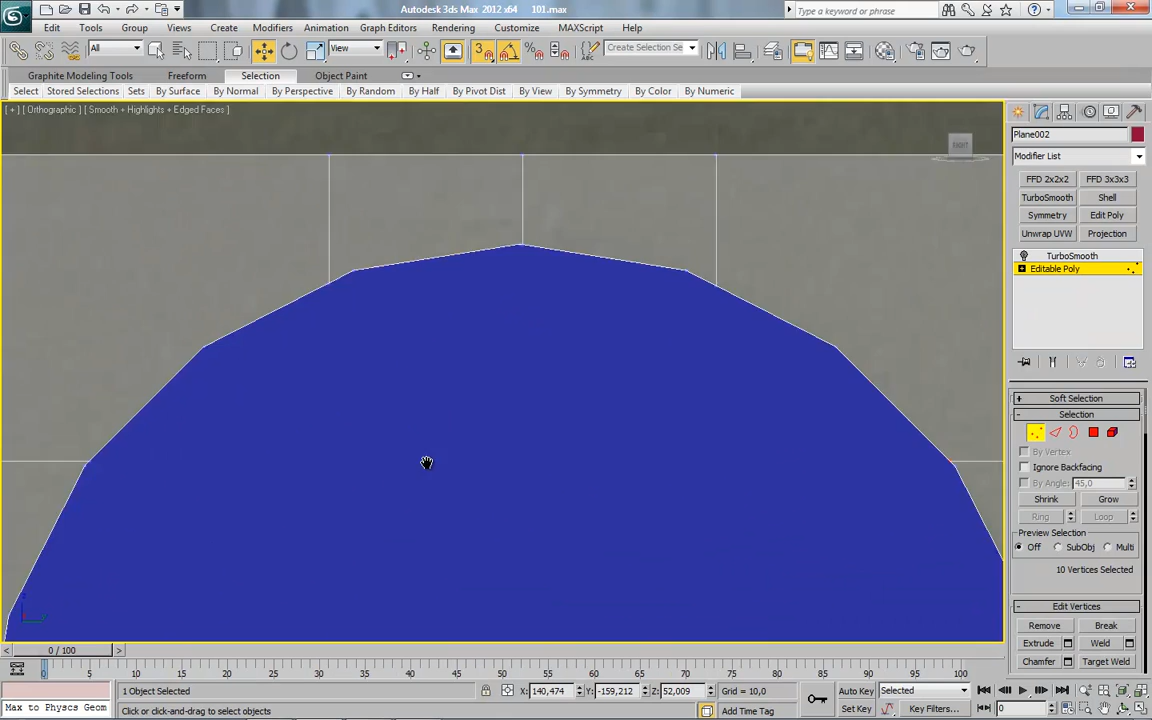 Autodesk 3ds Max 2012 x64 101.max
Type a keyword or phrase
Edit Tools Group Views Create Modifiers Animation Graph Editors Rendering Customize MAXScript Help
All View 3 Create Selection Se
Graphite Modeling Tools Freeform Selection Object Paint
Select Stored Selections Sets By Surface By Normal By Perspective By Random By Half By Pivot Dist By View By Symmetry By Color By Numeric
[ + ] [ Orthographic ] [ Smooth + Highlights + Edged Faces ]
Plane002
Modifier List
FFD 2x2x2 FFD 3x3x3
TurboSmooth Shell
Symmetry Edit Poly
Unwrap UVW Projection
TurboSmooth
Editable Poly
+ Soft Selection
- Selection
By Vertex
Ignore Backfacing
By Angle: 45,0
Shrink Grow
Ring Loop
Preview Selection
Off SubObj Multi
10 Vertices Selected
- Edit Vertices
Remove Break
Extrude Weld
Chamfer Target Weld
< 0 / 100 >
0 5 10 15 20 25 30 35 40 45 50 55 60 65 70 75 80 85 90 95 100
1 Object Selected X: 140,474 Y: -159,212 Z: 52,009 Grid = 10,0 Auto Key Selected
Max to Physcs Geom Click or click-and-drag to select objects Add Time Tag Set Key Key Filters... 0